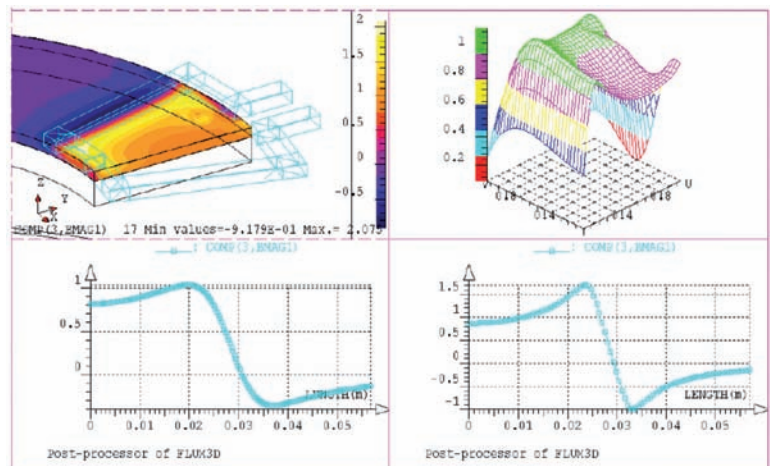 2
1.5
1
0.5
0
-0.5
Z
Y
X
COMP(3,BMAG1) 17 Min values=-9.179E-01 Max.= 2.075
1
0.8
0.6
0.4
0.2
V
U
0.8
0.8
: COMP(3,BMAG1)
1
0.5
0
LENGTH(m)
0 0.01 0.02 0.03 0.04 0.05
Post-processor of FLUX3D
: COMP(3,BMAG1)
1.5
1
0.5
0
-0.5
-1
LENGTH(m)
0 0.01 0.02 0.03 0.04 0.05
Post-processor of FLUX3D